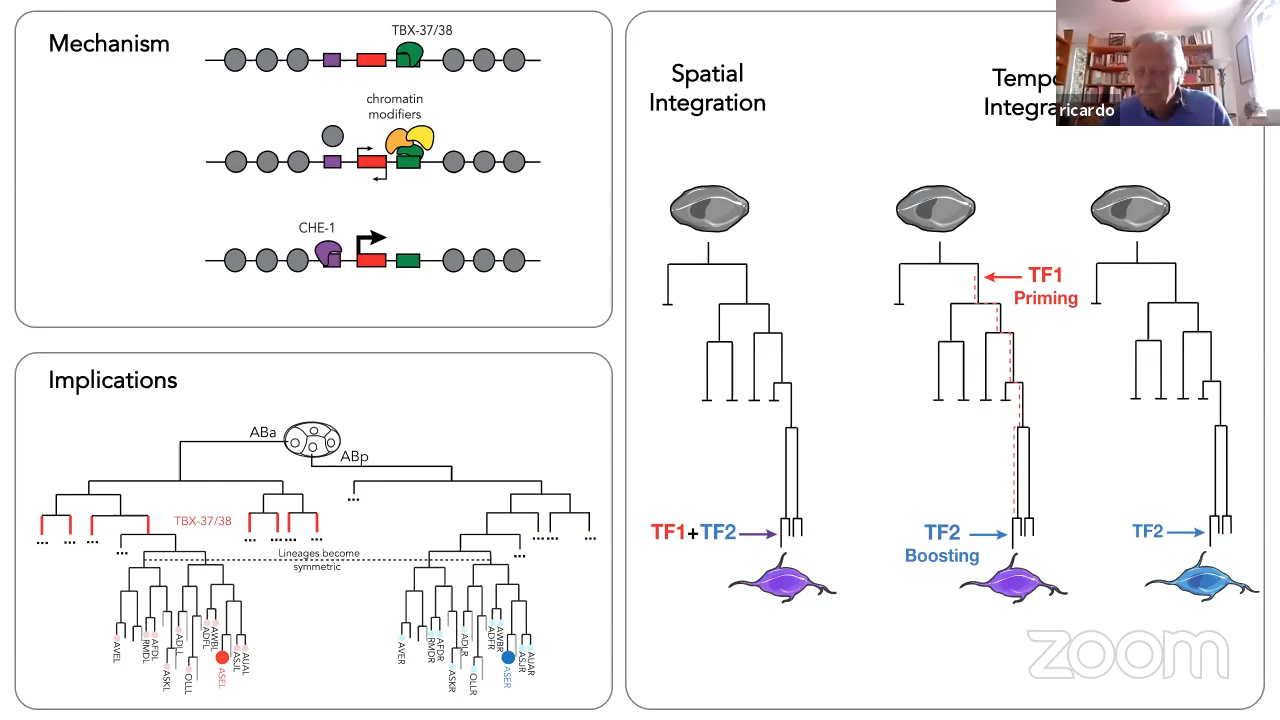 Mechanism
TBX-37/38
chromatin
modifiers
CHE-1
Implications
ABa
ABp
...
TBX-37/38
... ... ... ... ... ... ...
... ...
Lineages become
symmetric
AVEL
RMDL
AFDL
ASKL
ADLL
OLLL
ADFL
AWBL
ASEL
ASJL
AUAL
AVER
RMDR
AFDR
ASKR
ADLR
OLLR
ADFR
AWBR
ASER
ASJR
AUAR
Spatial
Integration
Tempo
Integra
ricardo
TF1
Priming
TF1+TF2
TF2
Boosting
TF2
zoom